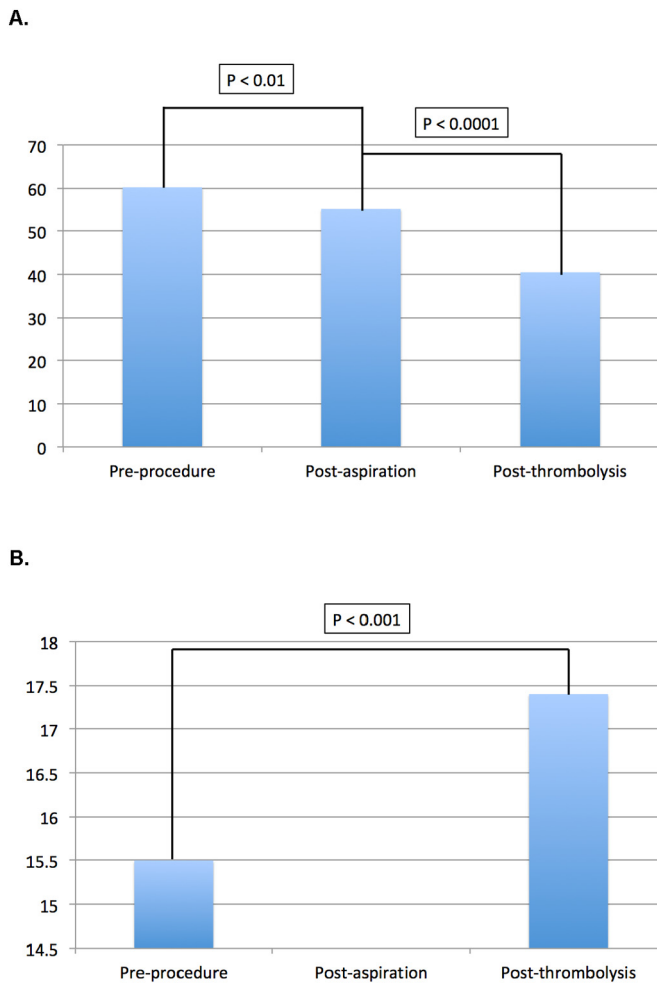 A.
P < 0.01
P < 0.0001
70
60
50
40
30
20
10
0
Pre-procedure Post-aspiration Post-thrombolysis
B.
P < 0.001
18
17.5
17
16.5
16
15.5
15
14.5
Pre-procedure Post-aspiration Post-thrombolysis